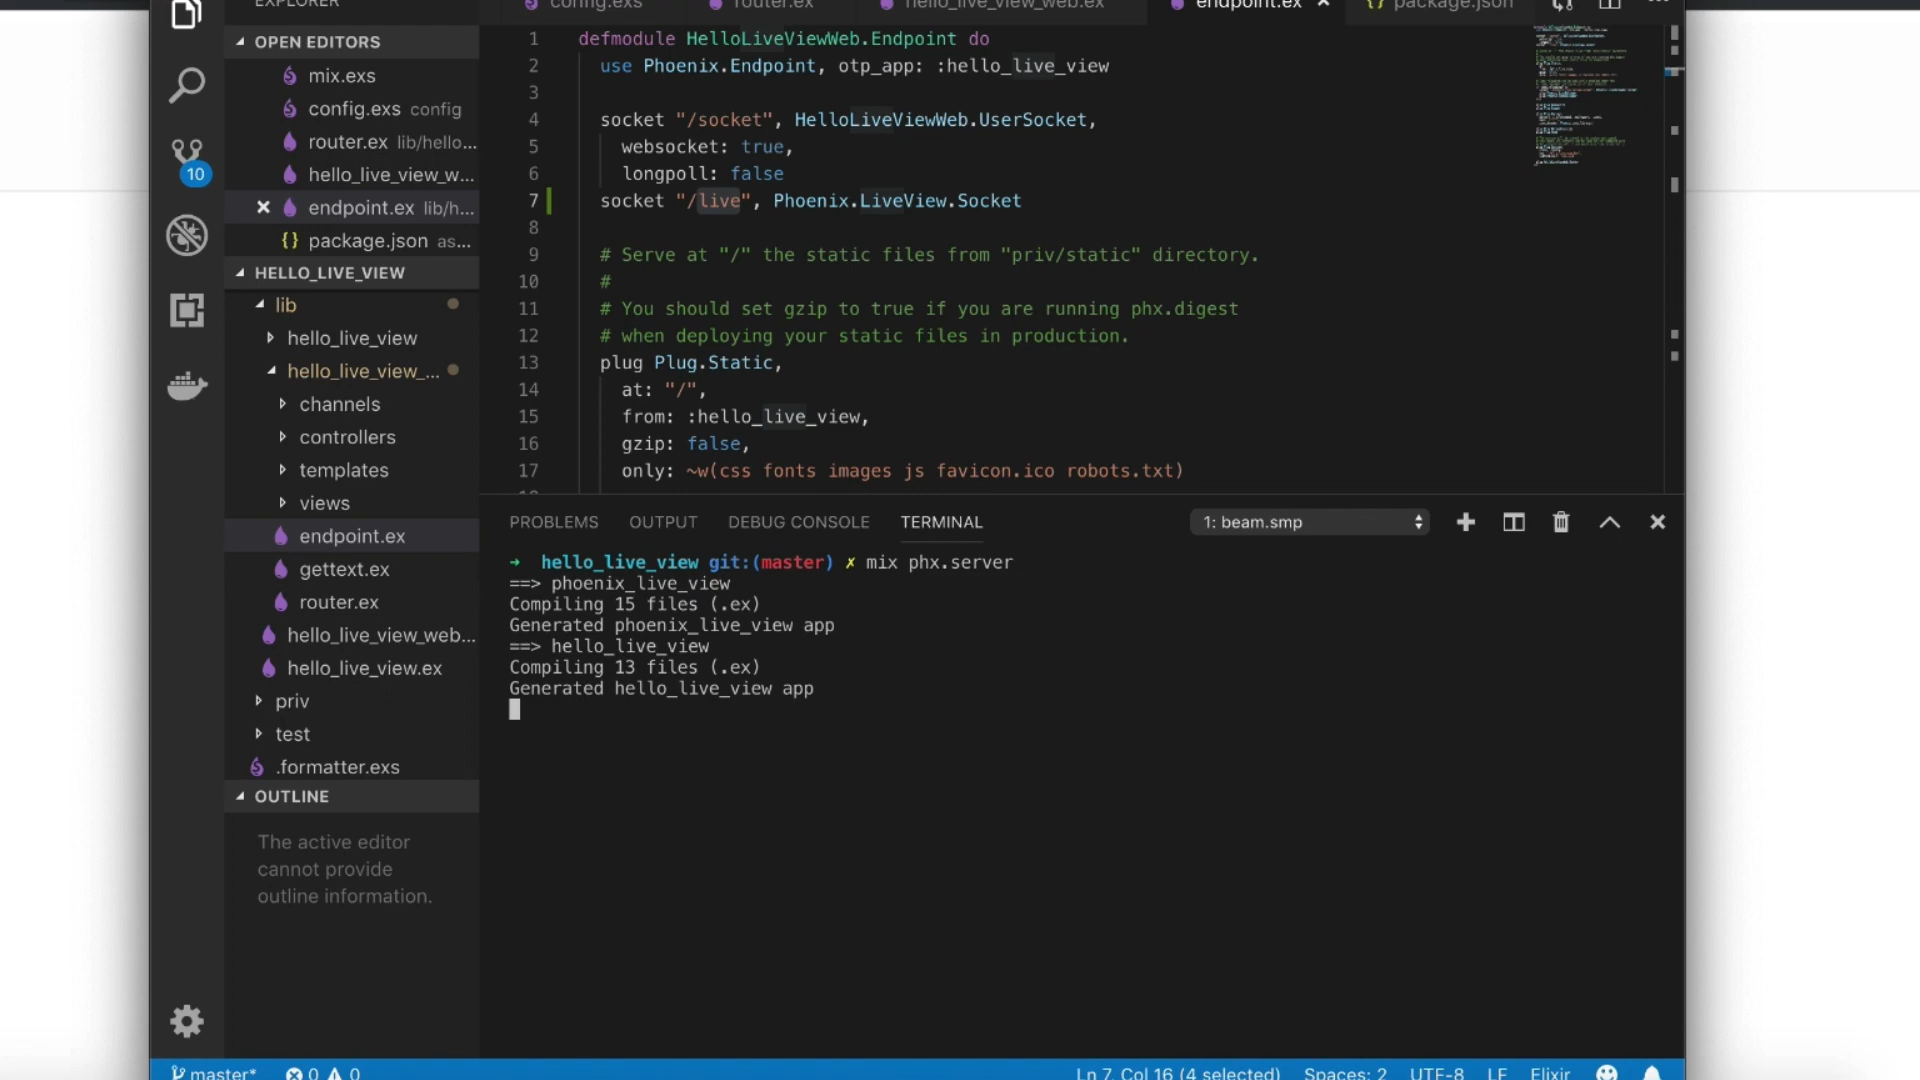 EXPLORER
OPEN EDITORS
mix.exs
config.exs config
router.ex lib/hello...
hello_live_view_w...
endpoint.ex lib/h...
package.json as...
HELLO_LIVE_VIEW
lib
hello_live_view
hello_live_view_...
channels
controllers
templates
views
endpoint.ex
gettext.ex
router.ex
hello_live_view_web...
hello_live_view.ex
priv
test
.formatter.exs
OUTLINE
The active editor
cannot provide
outline information.
10
config.exs router.ex hello_live_view_web.ex endpoint.ex package.json
1 defmodule HelloLiveViewWeb.Endpoint do
2 use Phoenix.Endpoint, otp_app: :hello_live_view
3
4 socket "/socket", HelloLiveViewWeb.UserSocket,
5 websocket: true,
6 longpoll: false
7 socket "/live", Phoenix.LiveView.Socket
8
9 # Serve at "/" the static files from "priv/static" directory.
10 #
11 # You should set gzip to true if you are running phx.digest
12 # when deploying your static files in production.
13 plug Plug.Static,
14 at: "/",
15 from: :hello_live_view,
16 gzip: false,
17 only: ~w(css fonts images js favicon.ico robots.txt)
PROBLEMS OUTPUT DEBUG CONSOLE TERMINAL 1: beam.smp
➜ hello_live_view git:(master) ✗ mix phx.server
==> phoenix_live_view
Compiling 15 files (.ex)
Generated phoenix_live_view app
==> hello_live_view
Compiling 13 files (.ex)
Generated hello_live_view app
master* 0 0 Ln 7, Col 16 (4 selected) Spaces: 2 UTF-8 LF Elixir